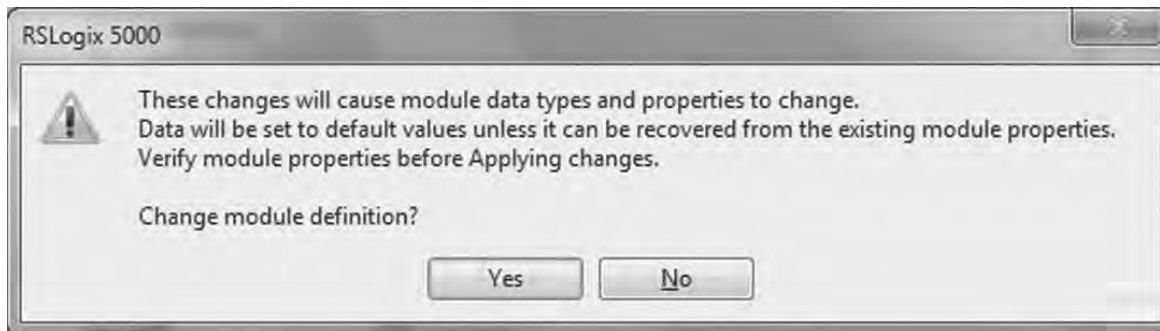 RSLogix 5000
These changes will cause module data types and properties to change.
Data will be set to default values unless it can be recovered from the existing module properties.
Verify module properties before Applying changes.
Change module definition?
Yes
No